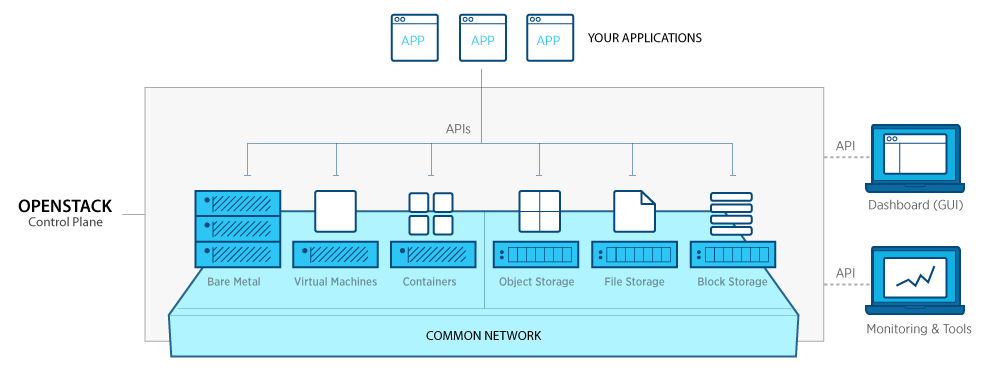 APP
APP
APP
YOUR APPLICATIONS
APIs
API
OPENSTACK
Control Plane
Dashboard (GUI)
Bare Metal
Virtual Machines
Containers
Object Storage
File Storage
Block Storage
API
Monitoring & Tools
COMMON NETWORK